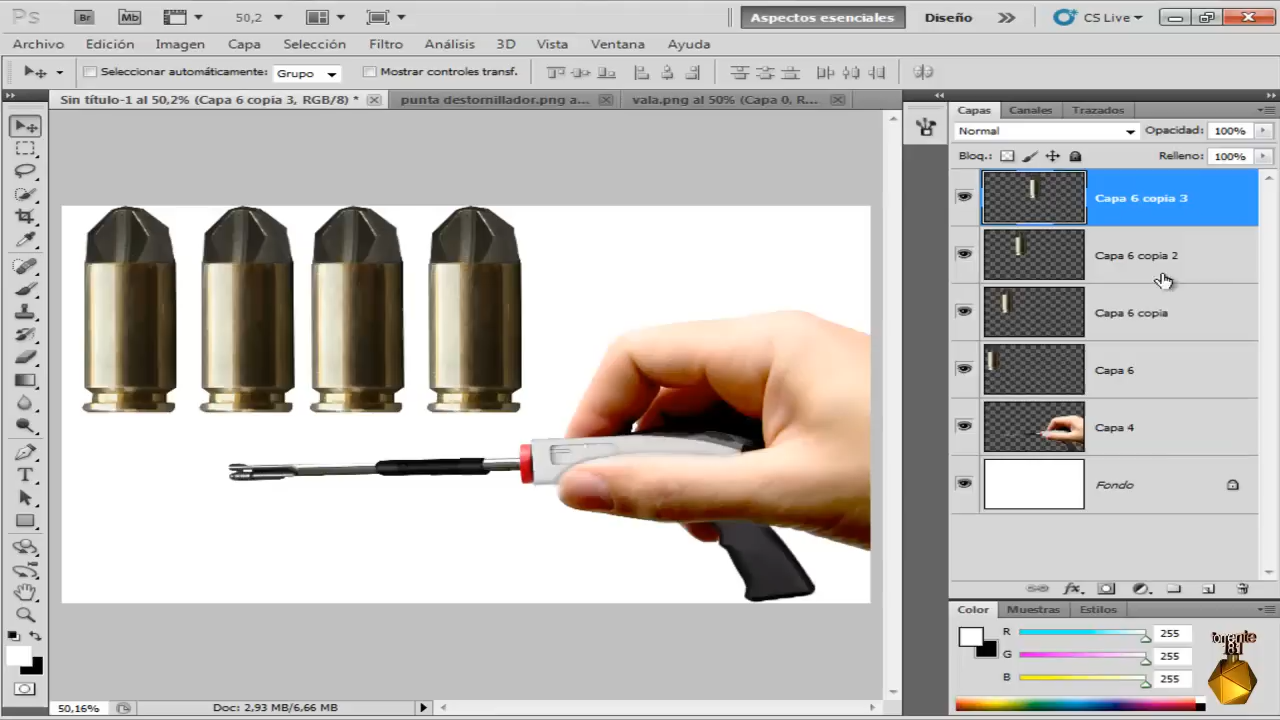 Ps Br Mb 50,2 Aspectos esenciales Diseño CS Live
Archivo Edición Imagen Capa Selección Filtro Análisis 3D Vista Ventana Ayuda
Seleccionar automáticamente: Grupo Mostrar controles transf.
Sin título-1 al 50,2% (Capa 6 copia 3, RGB/8) * punta destornillador.png a... vala.png al 50% (Capa 0, R...
Capas Canales Trazados
Normal Opacidad: 100%
Bloq.: Relleno: 100%
Capa 6 copia 3
Capa 6 copia 2
Capa 6 copia
Capa 6
Capa 4
Fondo
fx
Color Muestras Estilos
R 255
G 255
B 255
T
50,16% Doc: 2,93 MB/6,66 MB